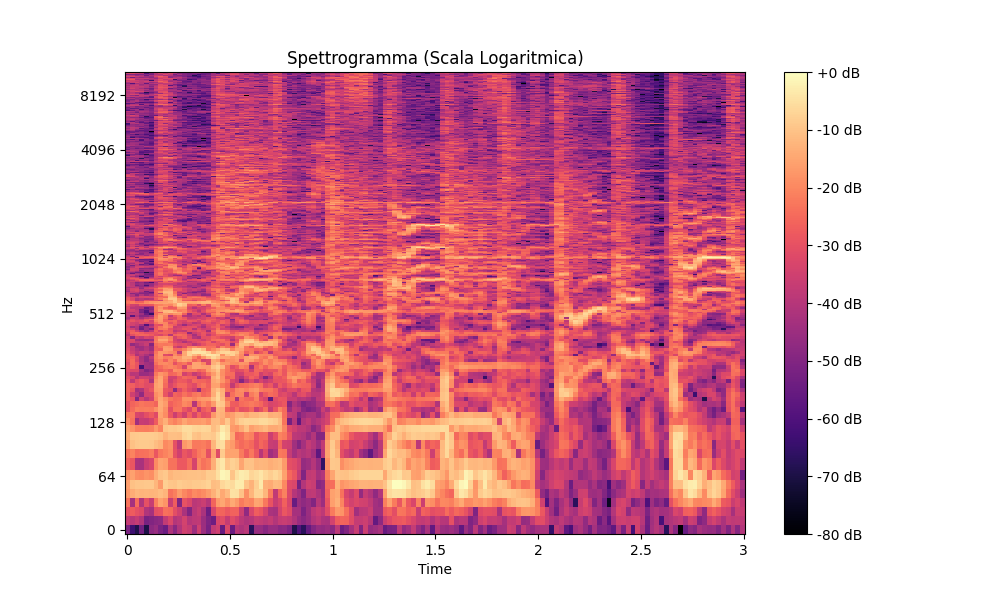 Spettrogramma (Scala Logaritmica)
Hz
8192
4096
2048
1024
512
256
128
64
0
0
0.5
1
1.5
2
2.5
3
Time
+0 dB
-10 dB
-20 dB
-30 dB
-40 dB
-50 dB
-60 dB
-70 dB
-80 dB